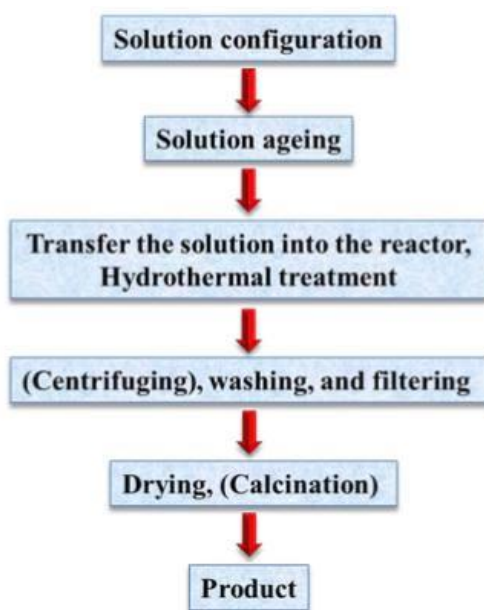 Solution configuration
Solution ageing
Transfer the solution into the reactor,
Hydrothermal treatment
(Centrifuging), washing, and filtering
Drying, (Calcination)
Product